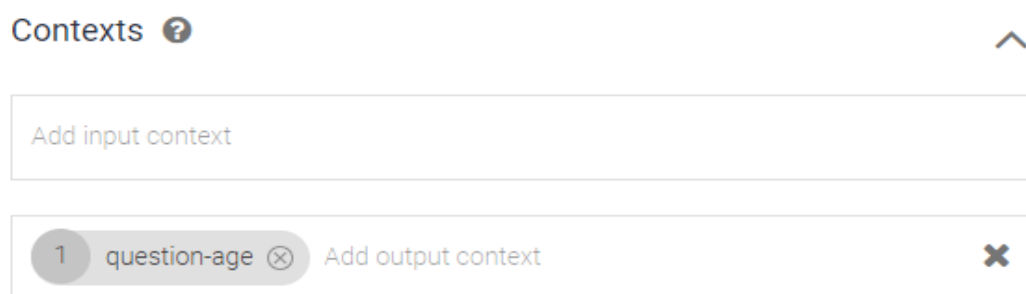 Contexts ?
Add input context
1 question-age Add output context